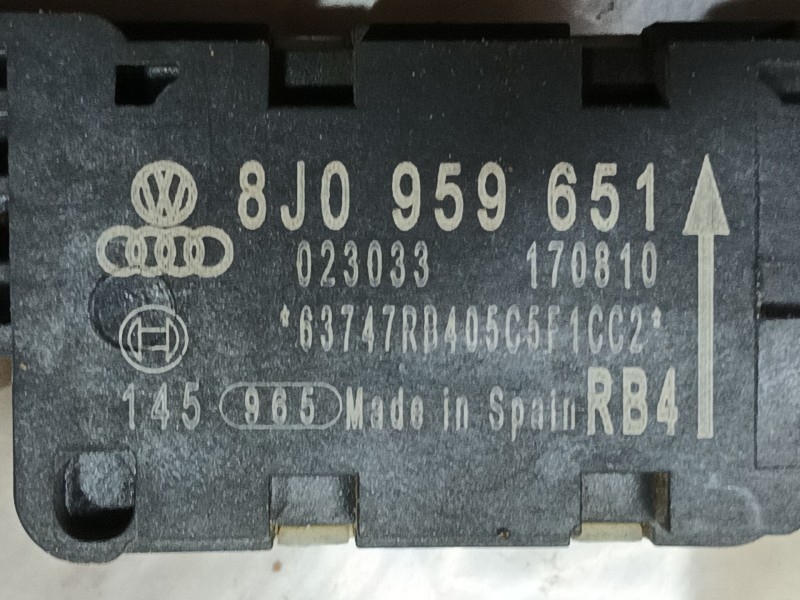 8J0 959 651
023033 170810
*63747RB405C5F1CC2*
145 965 Made in Spain RB4